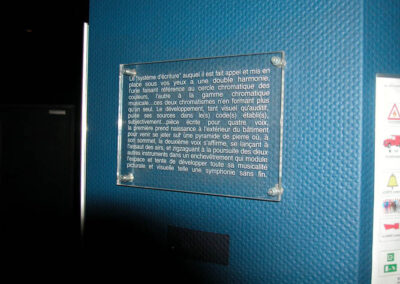 Le "système d'écriture" auquel il est fait appel et mis en
place sous vos yeux a une double harmonie,
l'une faisant référence au cercle chromatique des
couleurs, l'autre à la gamme chromatique
musicale...ces deux chromatismes n'en formant plus
qu'un seul. Le développement, tant visuel qu'auditif,
puise ses sources dans le(s) code(s) établi(s),
subjectivement...pièca écrite pour quatre voix,
la première prend naissance à l'extérieur du bâtiment
pour venir se jeter sur une pyramide de pierre où, à
son sommet, la deuxième voix s'affirme, se lançant à
l'assaut des airs, et zigzaguant à la poursuite des deux
autres instruments dans un enchevêtrement qui module
l'espace et tente de développer toute sa musicalité
picturale et visuelle telle une symphonie sans fin.